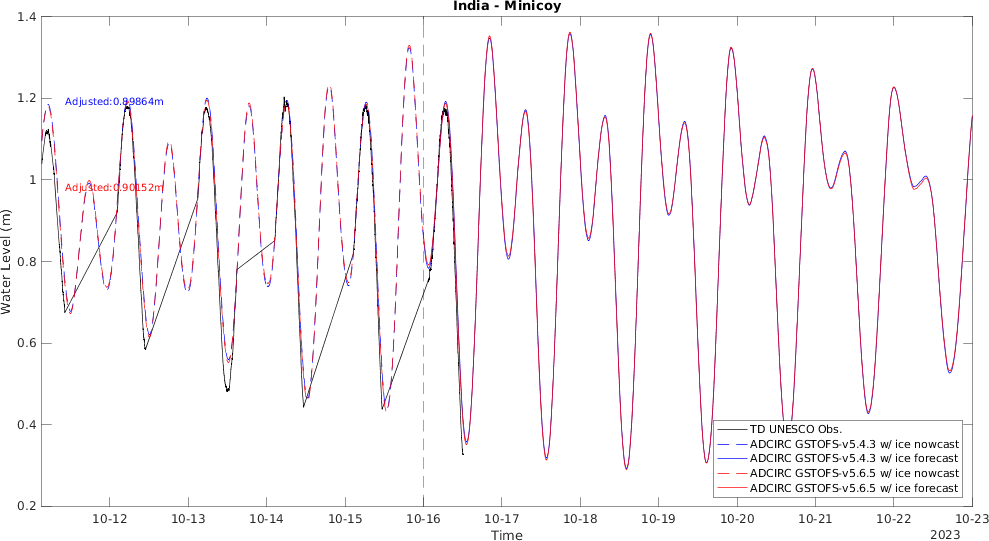 India - Minicoy
Water Level (m)
1.4
1.2
1
0.8
0.6
0.4
0.2
Adjusted:0.89864m
Adjusted:0.90152m
TD UNESCO Obs.
ADCIRC GSTOFS-v5.4.3 w/ ice nowcast
ADCIRC GSTOFS-v5.4.3 w/ ice forecast
ADCIRC GSTOFS-v5.6.5 w/ ice nowcast
ADCIRC GSTOFS-v5.6.5 w/ ice forecast
10-12 10-13 10-14 10-15 10-16 10-17 10-18 10-19 10-20 10-21 10-22 10-23
Time
2023